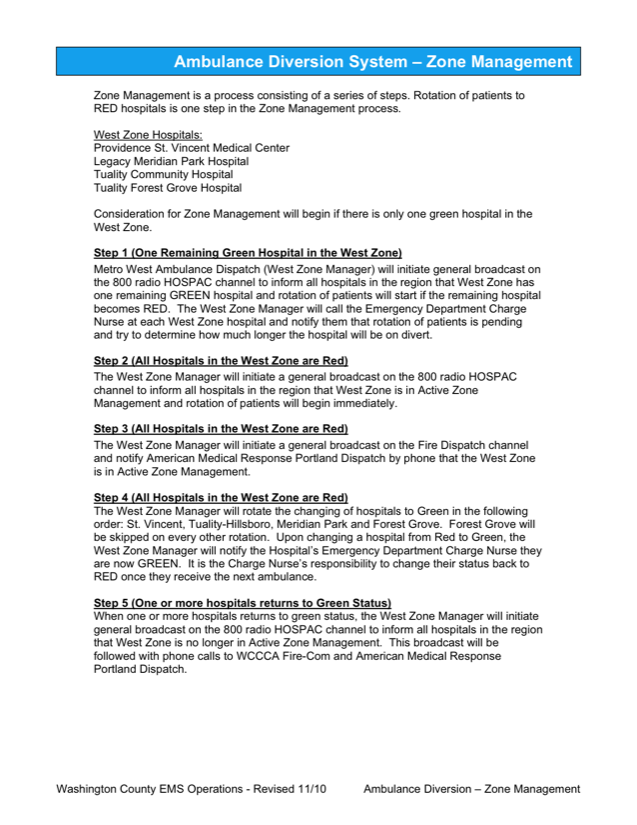 Ambulance Diversion System – Zone Management
Zone Management is a process consisting of a series of steps. Rotation of patients to
RED hospitals is one step in the Zone Management process.
West Zone Hospitals:
Providence St. Vincent Medical Center
Legacy Meridian Park Hospital
Tuality Community Hospital
Tuality Forest Grove Hospital
Consideration for Zone Management will begin if there is only one green hospital in the
West Zone.
Step 1 (One Remaining Green Hospital in the West Zone)
Metro West Ambulance Dispatch (West Zone Manager) will initiate general broadcast on
the 800 radio HOSPAC channel to inform all hospitals in the region that West Zone has
one remaining GREEN hospital and rotation of patients will start if the remaining hospital
becomes RED. The West Zone Manager will call the Emergency Department Charge
Nurse at each West Zone hospital and notify them that rotation of patients is pending
and try to determine how much longer the hospital will be on divert.
Step 2 (All Hospitals in the West Zone are Red)
The West Zone Manager will initiate a general broadcast on the 800 radio HOSPAC
channel to inform all hospitals in the region that West Zone is in Active Zone
Management and rotation of patients will begin immediately.
Step 3 (All Hospitals in the West Zone are Red)
The West Zone Manager will initiate a general broadcast on the Fire Dispatch channel
and notify American Medical Response Portland Dispatch by phone that the West Zone
is in Active Zone Management.
Step 4 (All Hospitals in the West Zone are Red)
The West Zone Manager will rotate the changing of hospitals to Green in the following
order: St. Vincent, Tuality-Hillsboro, Meridian Park and Forest Grove. Forest Grove will
be skipped on every other rotation. Upon changing a hospital from Red to Green, the
West Zone Manager will notify the Hospital's Emergency Department Charge Nurse they
are now GREEN. It is the Charge Nurse's responsibility to change their status back to
RED once they receive the next ambulance.
Step 5 (One or more hospitals returns to Green Status)
When one or more hospitals returns to green status, the West Zone Manager will initiate
general broadcast on the 800 radio HOSPAC channel to inform all hospitals in the region
that West Zone is no longer in Active Zone Management. This broadcast will be
followed with phone calls to WCCCA Fire-Com and American Medical Response
Portland Dispatch.
Washington County EMS Operations - Revised 11/10 Ambulance Diversion – Zone Management